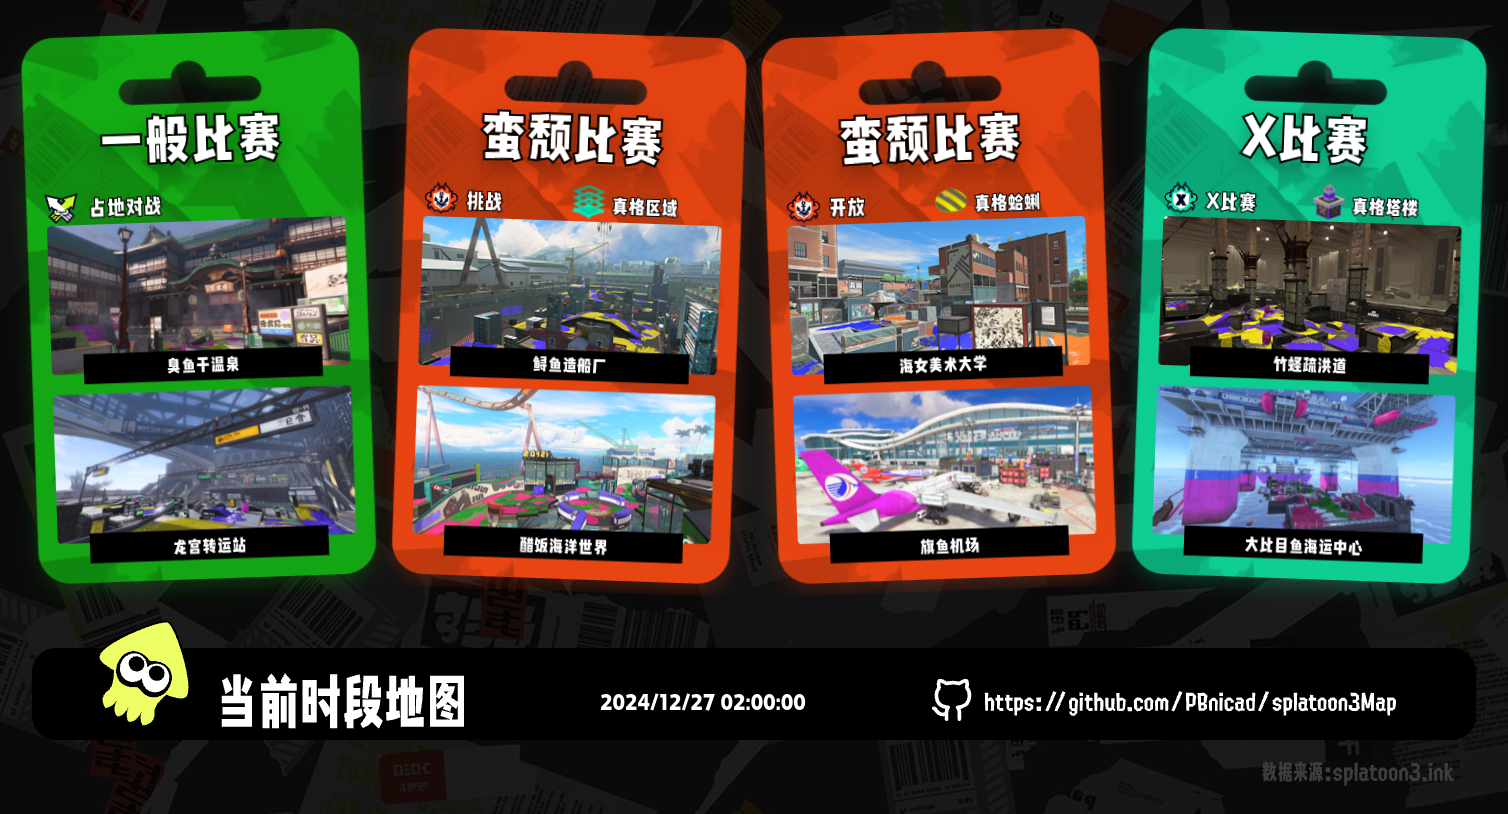 一般比赛
占地对战
臭鱼干温泉
龙宫转运站
蛮颓比赛
挑战
真格区域
鲟鱼造船厂
醋饭海洋世界
蛮颓比赛
开放
真格蛤蜊
海女美术大学
旗鱼机场
X比赛
X比赛
真格塔楼
竹蛏疏洪道
大比目鱼海运中心
当前时段地图
2024/12/27 02:00:00
https://github.com/PBnicad/splatoon3Map
数据来源:splatoon3.ink